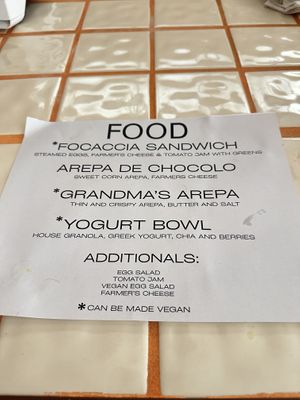 FOOD
*FOCACCIA SANDWICH
STEAMED EGGS, FARMER'S CHEESE & TOMATO JAM WITH GREENS
AREPA DE CHOCOLO
SWEET CORN AREPA, FARMERS CHEESE
*GRANDMA'S AREPA
THIN AND CRISPY AREPA, BUTTER AND SALT
*YOGURT BOWL
HOUSE GRANOLA, GREEK YOGURT, CHIA AND BERRIES
ADDITIONALS:
EGG SALAD
TOMATO JAM
VEGAN EGG SALAD
FARMER'S CHEESE
*CAN BE MADE VEGAN